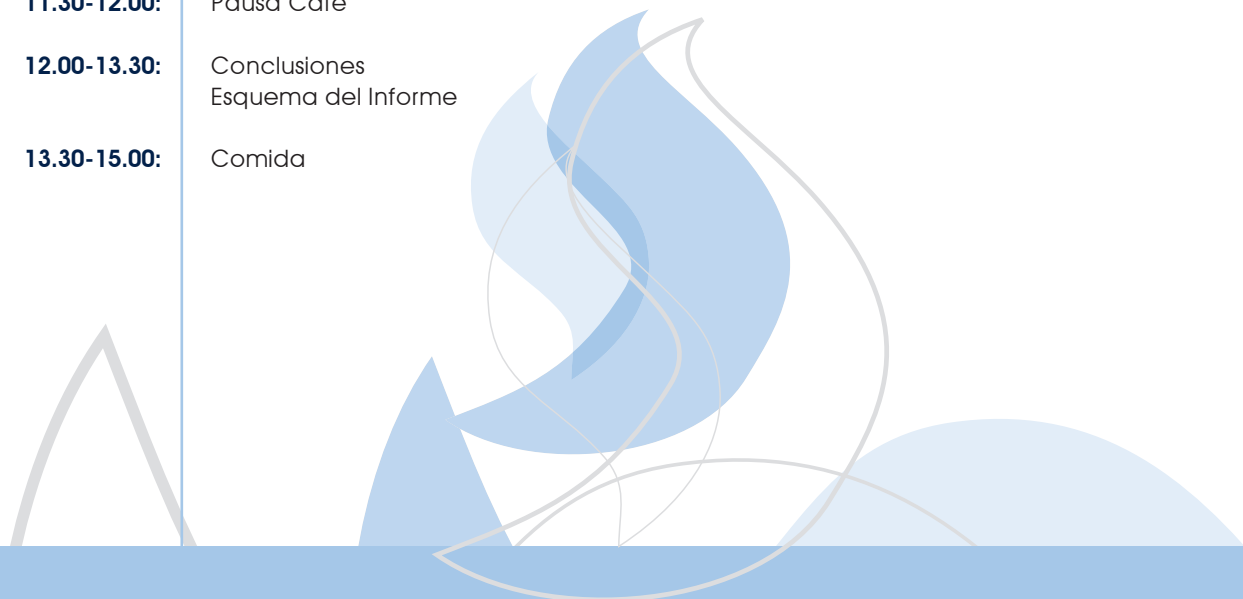 11.30-12.00: Pausa Café
12.00-13.30: Conclusiones
Esquema del Informe
13.30-15.00: Comida